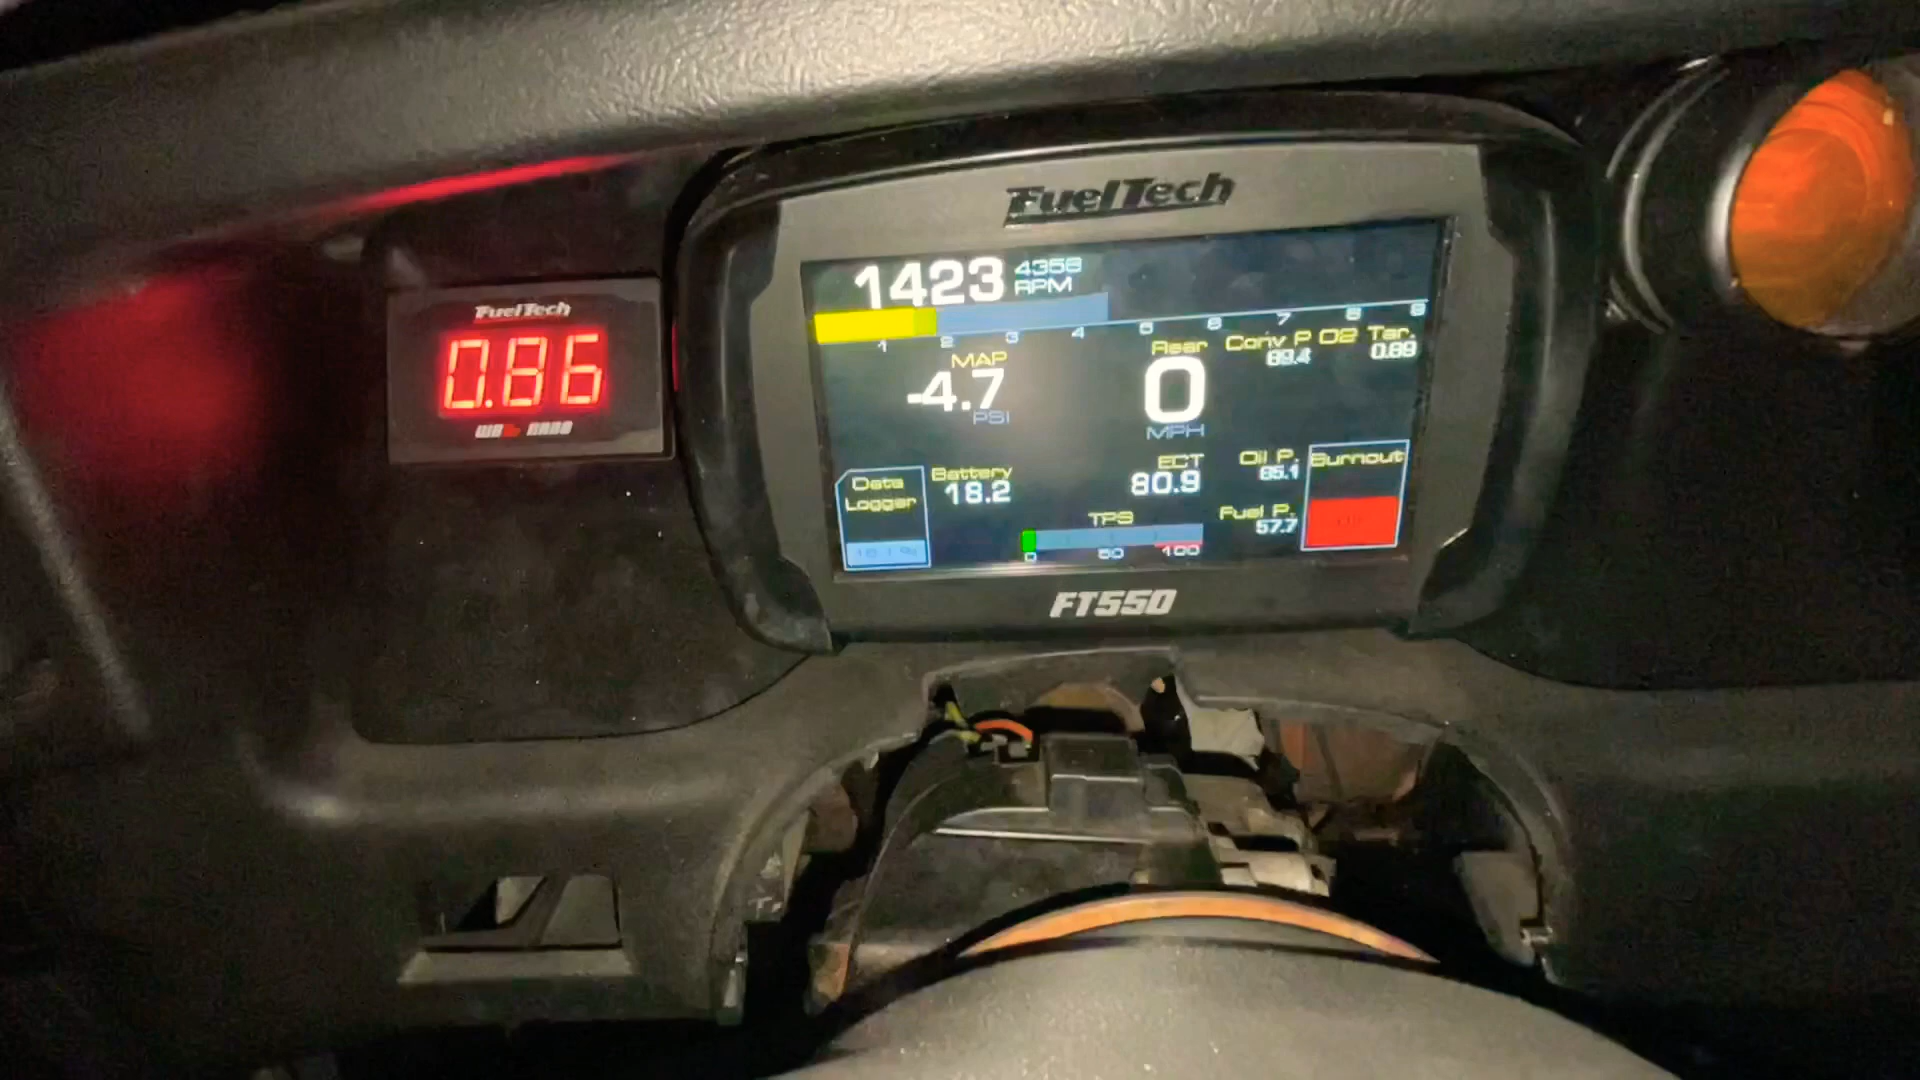 FuelTech
0.86
FuelTech
1423 4358
RPM
1 2 3 4 5 6 7 8 9
MAP
-4.7
PSI
Rear
0
MPH
Conv P
89.4
O2 Tar.
0.89
Data
Logger
Battery
18.2
ECT
80.9
Oil P.
65.1
Burnout
TPS
0 50 100
Fuel P.
57.7
FT550